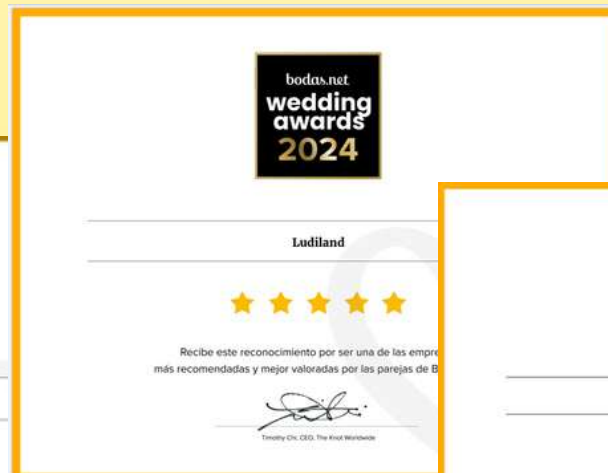 bodas.net
wedding
awards
2024
Ludiland
Recibe este reconocimiento por ser una de las empre
más recomendadas y mejor valoradas por las parejas de B
Timothy Chi, CEO, The Knot Worldwide